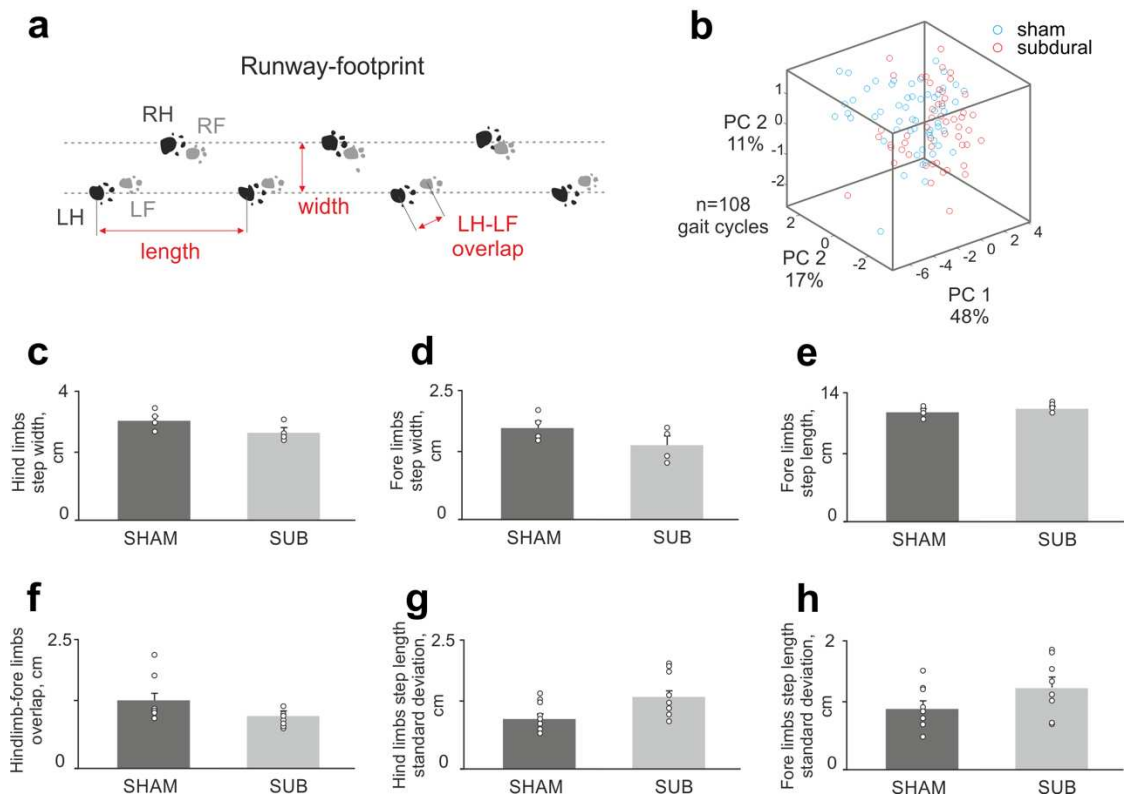 a
Runway-footprint
RH
RF
LH
LF
width
length
LH-LF
overlap
b
sham
subdural
1
0
-1
-2
PC 2
11%
n=108
gait cycles
2
0
-2
PC 2
17%
-6
-4
-2
0
2
4
PC 1
48%
c
Hind limbs
step width,
cm
4
0
SHAM
SUB
d
Fore limbs
step width,
cm
2.5
0
SHAM
SUB
e
Fore limbs
step length,
cm
14
0
SHAM
SUB
f
Hindlimb-fore limbs
overlap, cm
2.5
0
SHAM
SUB
g
Hind limbs step length
standard deviation,
cm
2.5
0
SHAM
SUB
h
Fore limbs step length
standard deviation,
cm
2
0
SHAM
SUB